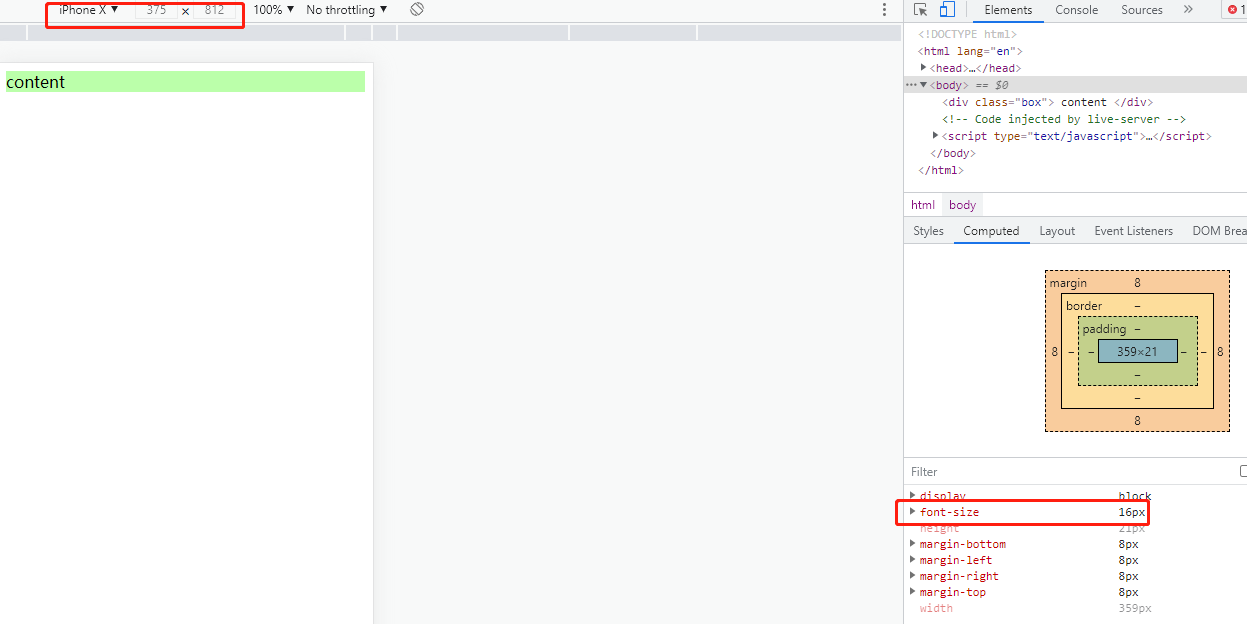 iPhone X ▼ 375 × 812 100% ▼ No throttling ▼
Elements Console Sources » 1
content
<!DOCTYPE html>
<html lang="en">
▶<head>…</head>
••• ▼<body> == $0
<div class="box"> content </div>
<!-- Code injected by live-server -->
▶<script type="text/javascript">…</script>
</body>
</html>
html body
Styles Computed Layout Event Listeners DOM Brea
margin 8
border –
padding –
8 – – 359×21 – – 8
–
–
8
Filter
display block
font-size 16px
height 21px
margin-bottom 8px
margin-left 8px
margin-right 8px
margin-top 8px
width 359px